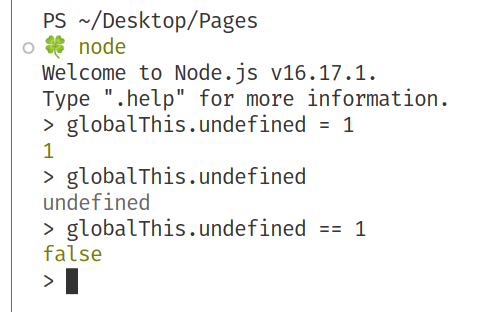 PS ~/Desktop/Pages
🍀 node
Welcome to Node.js v16.17.1.
Type ".help" for more information.
> globalThis.undefined = 1
1
> globalThis.undefined
undefined
> globalThis.undefined == 1
false
>